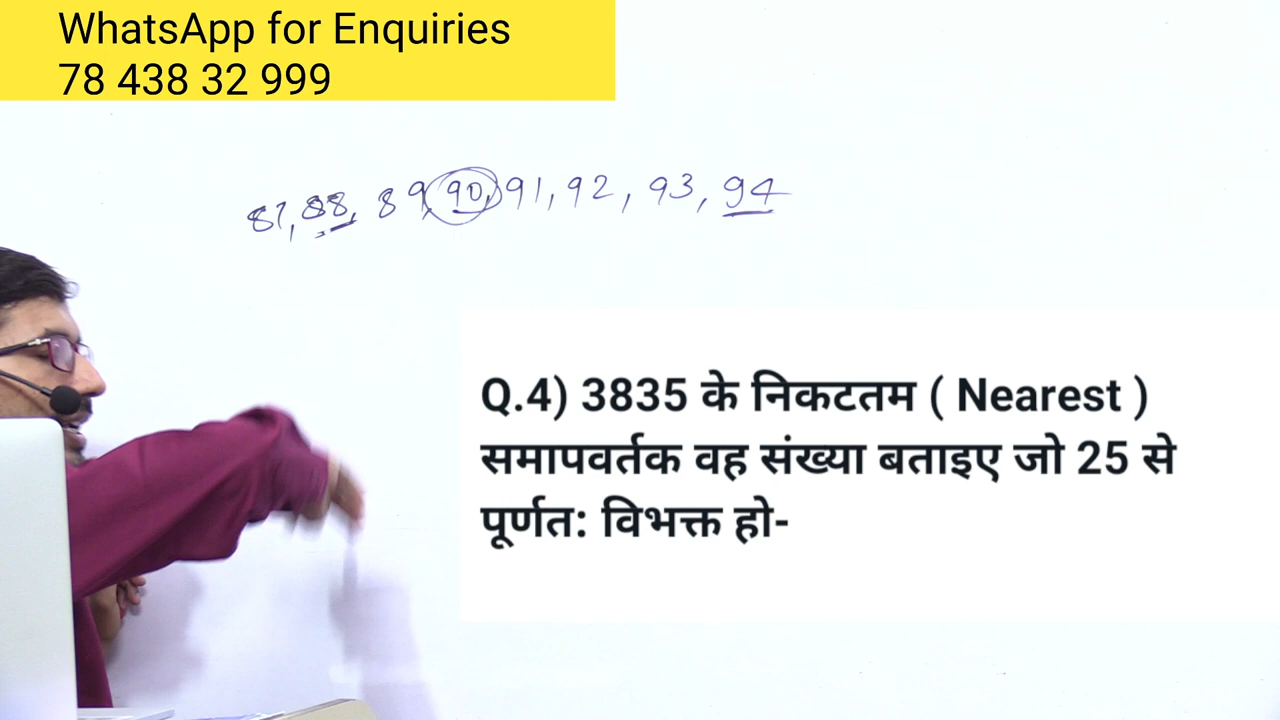 WhatsApp for Enquiries
78 438 32 999
87, 88, 89, 90, 91, 92, 93, 94
Q.4) 3835 के निकटतम ( Nearest )
समापवर्तक वह संख्या बताइए जो 25 से
पूर्णत: विभक्त हो-